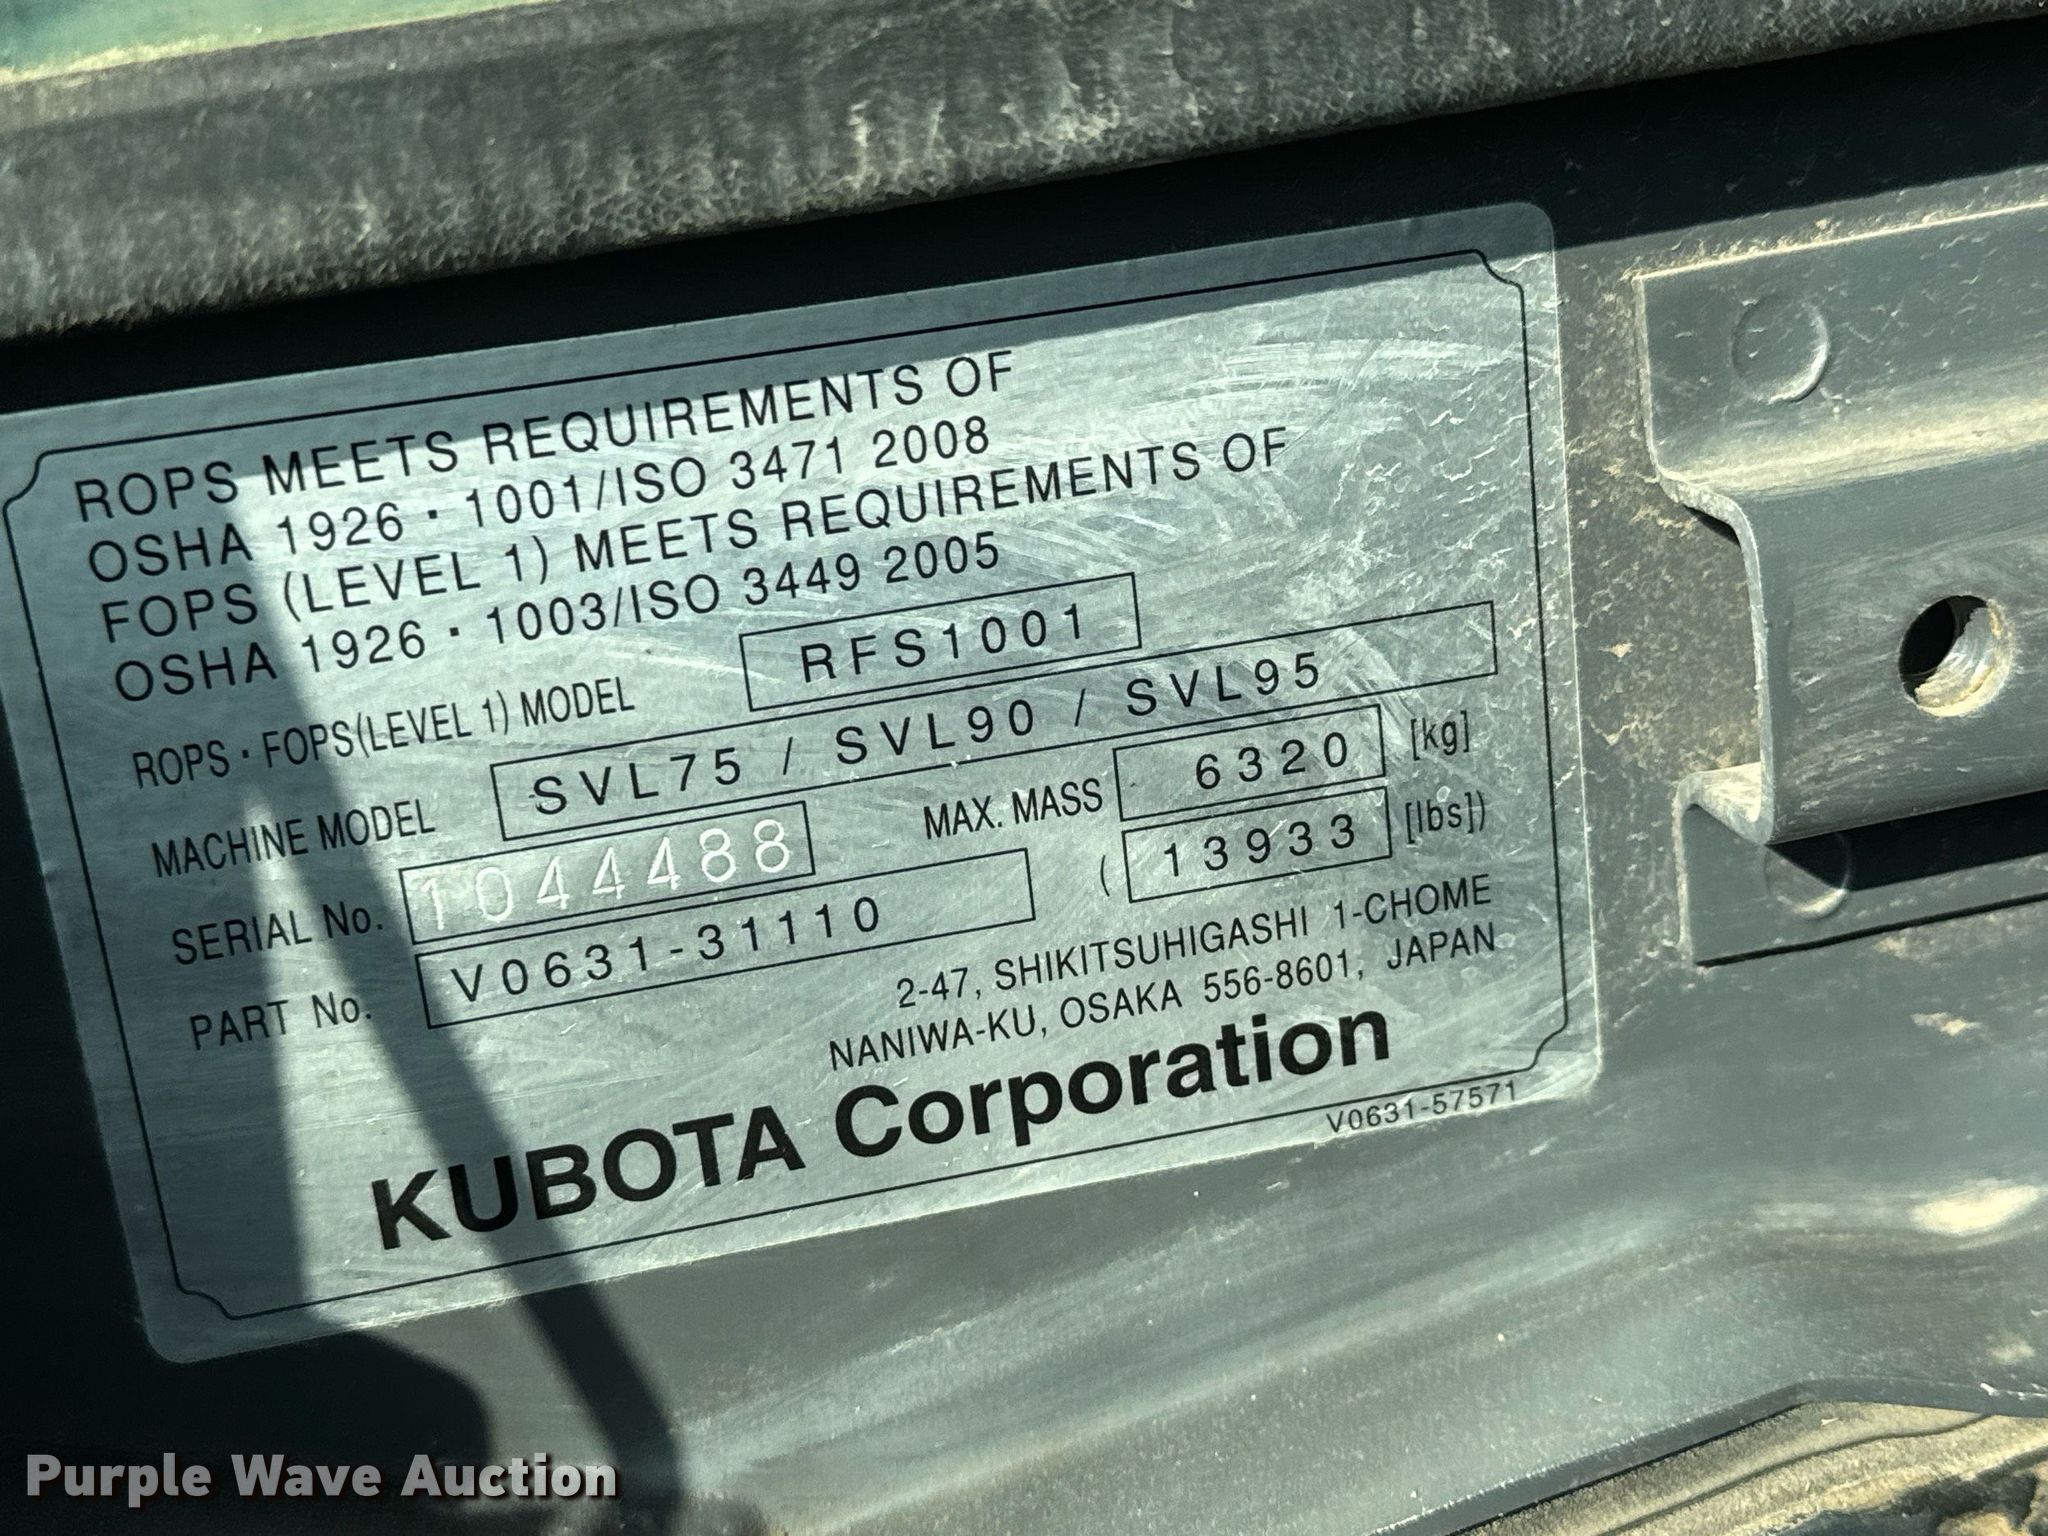 ROPS MEETS REQUIREMENTS OF
OSHA 1926・1001/ISO 3471 2008
FOPS (LEVEL 1) MEETS REQUIREMENTS OF
OSHA 1926・1003/ISO 3449 2005
ROPS・FOPS(LEVEL 1) MODEL RFS1001
MACHINE MODEL SVL75 / SVL90 / SVL95
SERIAL No. 1044488 MAX. MASS 6320 [kg]
PART No. V0631-31110 (13933 [lbs])
2-47, SHIKITSUHIGASHI 1-CHOME
NANIWA-KU, OSAKA 556-8601, JAPAN
KUBOTA Corporation
V0631-57571
Purple Wave Auction